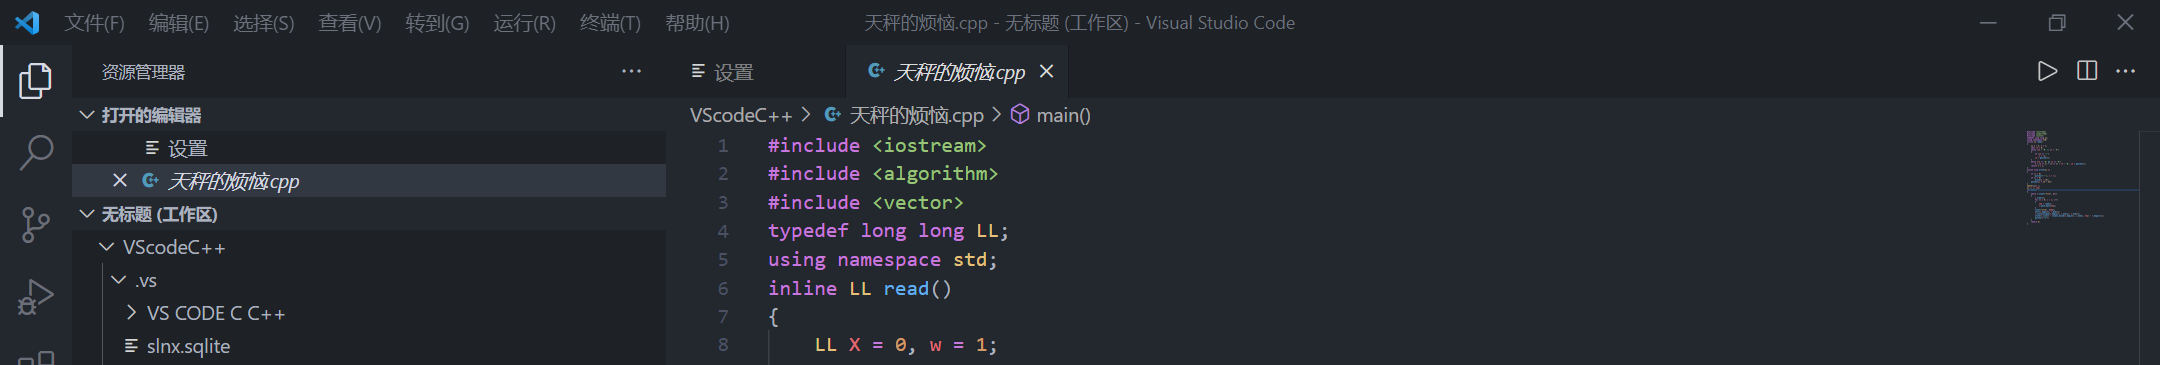 文件(F) 编辑(E) 选择(S) 查看(V) 转到(G) 运行(R) 终端(T) 帮助(H) 天秤的烦恼.cpp - 无标题 (工作区) - Visual Studio Code
资源管理器
打开的编辑器
设置
天秤的烦恼.cpp
无标题 (工作区)
VScodeC++
.vs
VS CODE C C++
slnx.sqlite
设置 天秤的烦恼.cpp
VScodeC++ > 天秤的烦恼.cpp > main()
1 #include <iostream>
2 #include <algorithm>
3 #include <vector>
4 typedef long long LL;
5 using namespace std;
6 inline LL read()
7 {
8 LL X = 0, w = 1;